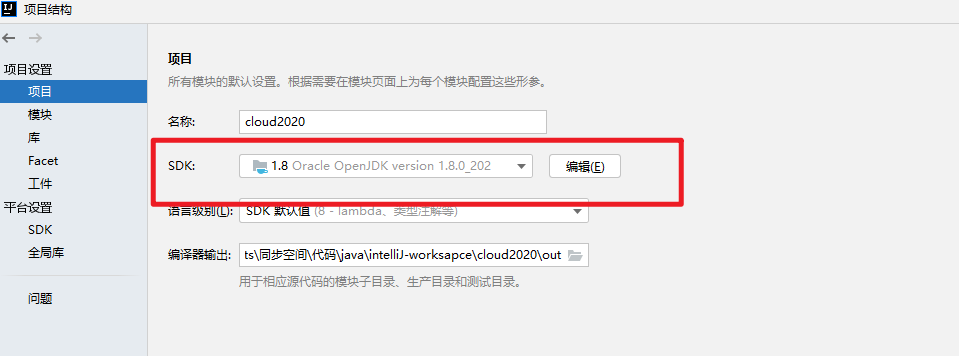 IJ
项目结构
项目设置
项目
模块
库
Facet
工件
平台设置
SDK
全局库
问题
项目
所有模块的默认设置。根据需要在模块页面上为每个模块配置这些形参。
名称: cloud2020
SDK: 1.8 Oracle OpenJDK version 1.8.0_202 编辑(E)
语言级别(L): SDK 默认值 (8 - lambda、类型注解等)
编译器输出: ts\同步空间\代码\java\intelliJ-worksapce\cloud2020\out
用于相应源代码的模块子目录、生产目录和测试目录。